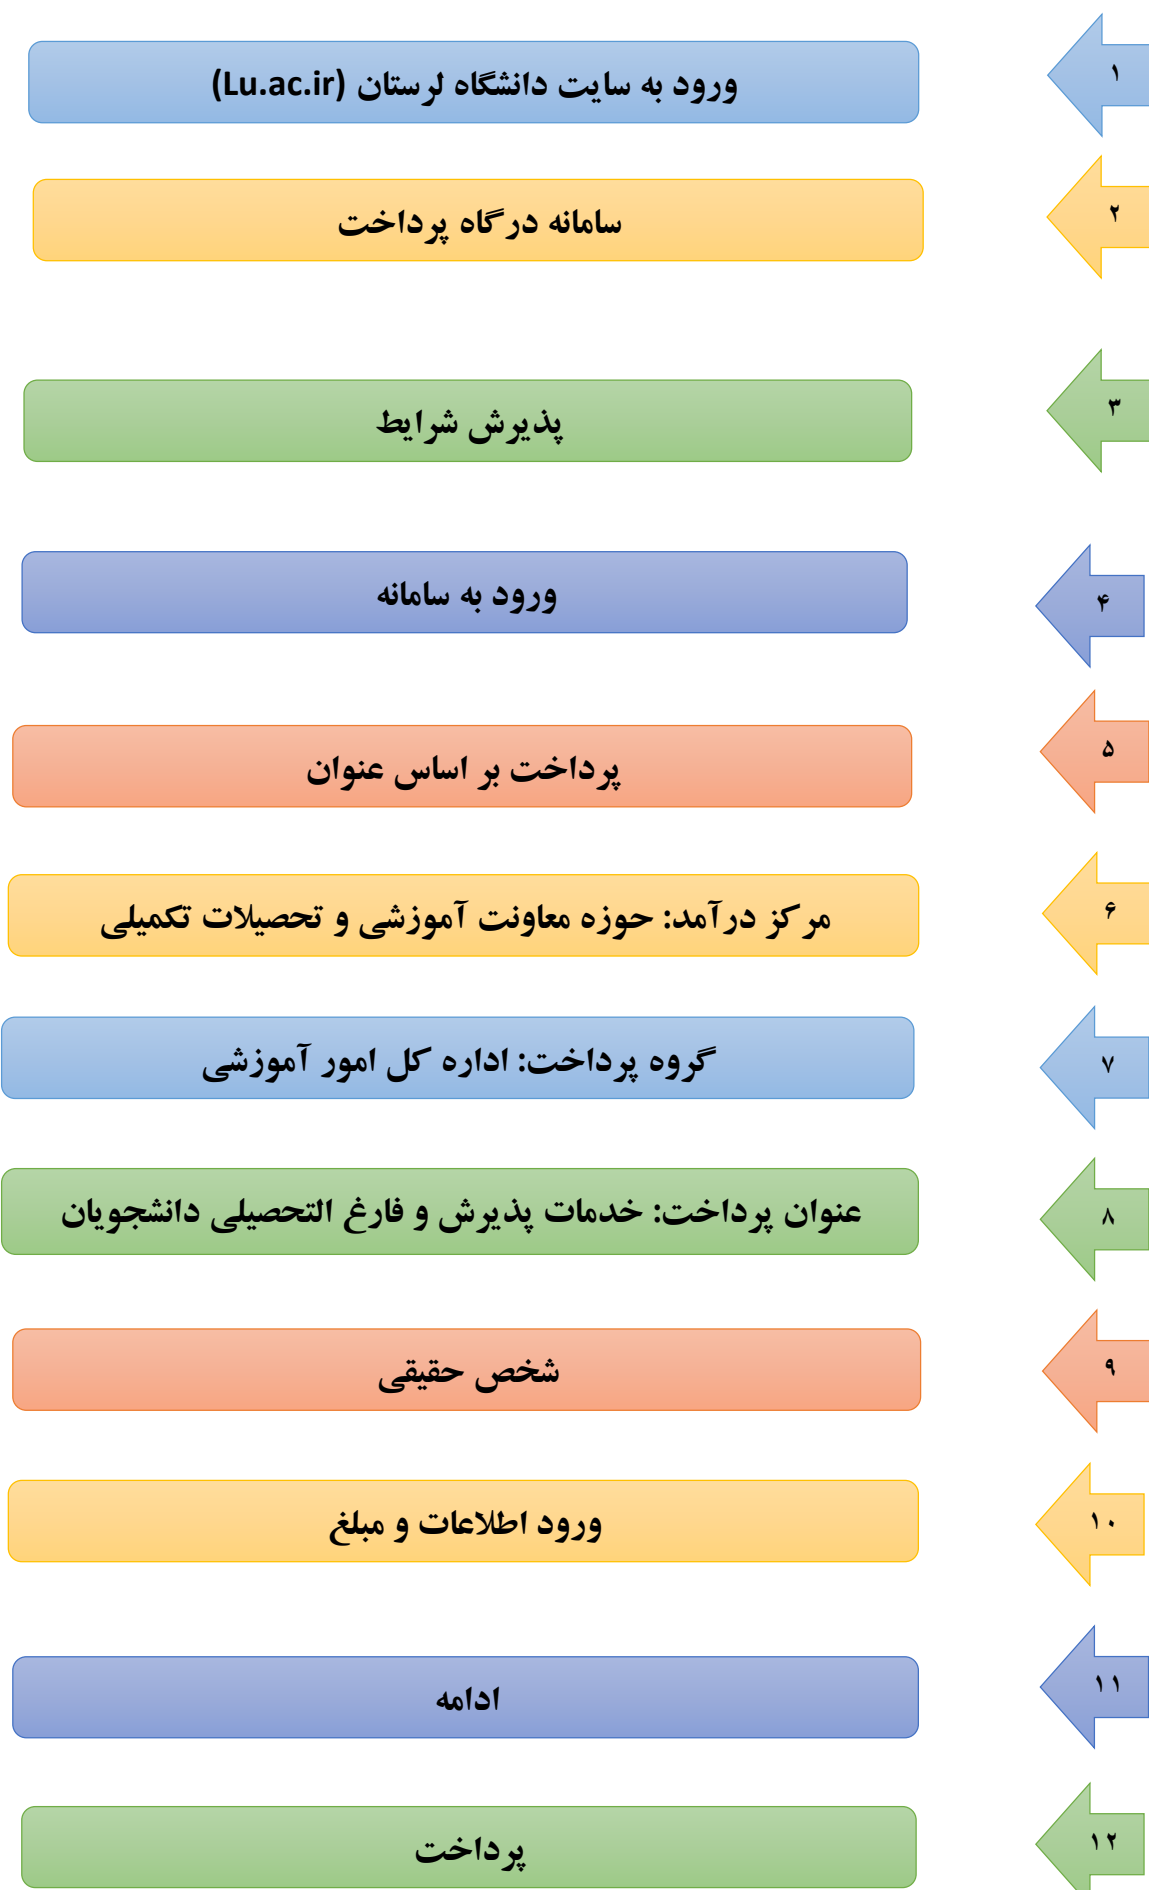 ۱
ورود به سایت دانشگاه لرستان (Lu.ac.ir)
۲
سامانه درگاه پرداخت
۳
پذیرش شرایط
۴
ورود به سامانه
۵
پرداخت بر اساس عنوان
۶
مرکز درآمد: حوزه معاونت آموزشی و تحصیلات تکمیلی
۷
گروه پرداخت: اداره کل امور آموزشی
۸
عنوان پرداخت: خدمات پذیرش و فارغ التحصیلی دانشجویان
۹
شخص حقیقی
۱۰
ورود اطلاعات و مبلغ
۱۱
ادامه
۱۲
پرداخت